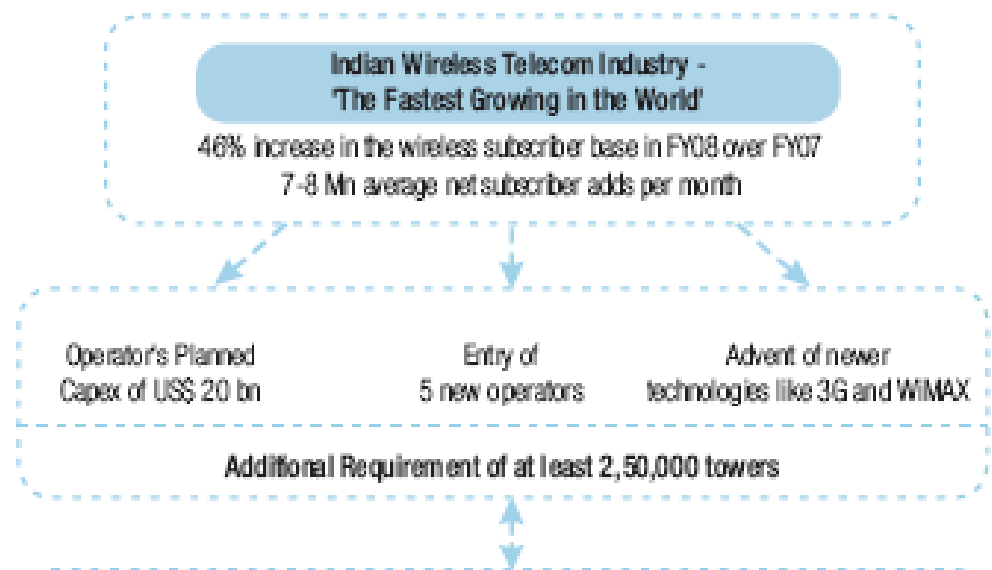 Indian Wireless Telecom Industry -
'The Fastest Growing in the World'
46% increase in the wireless subscriber base in FY08 over FY07
7-8 Mn average net subscriber adds per month
Operator's Planned
Capex of US$ 20 bn
Entry of
5 new operators
Advent of newer
technologies like 3G and WiMAX
Additional Requirement of at least 2,50,000 towers